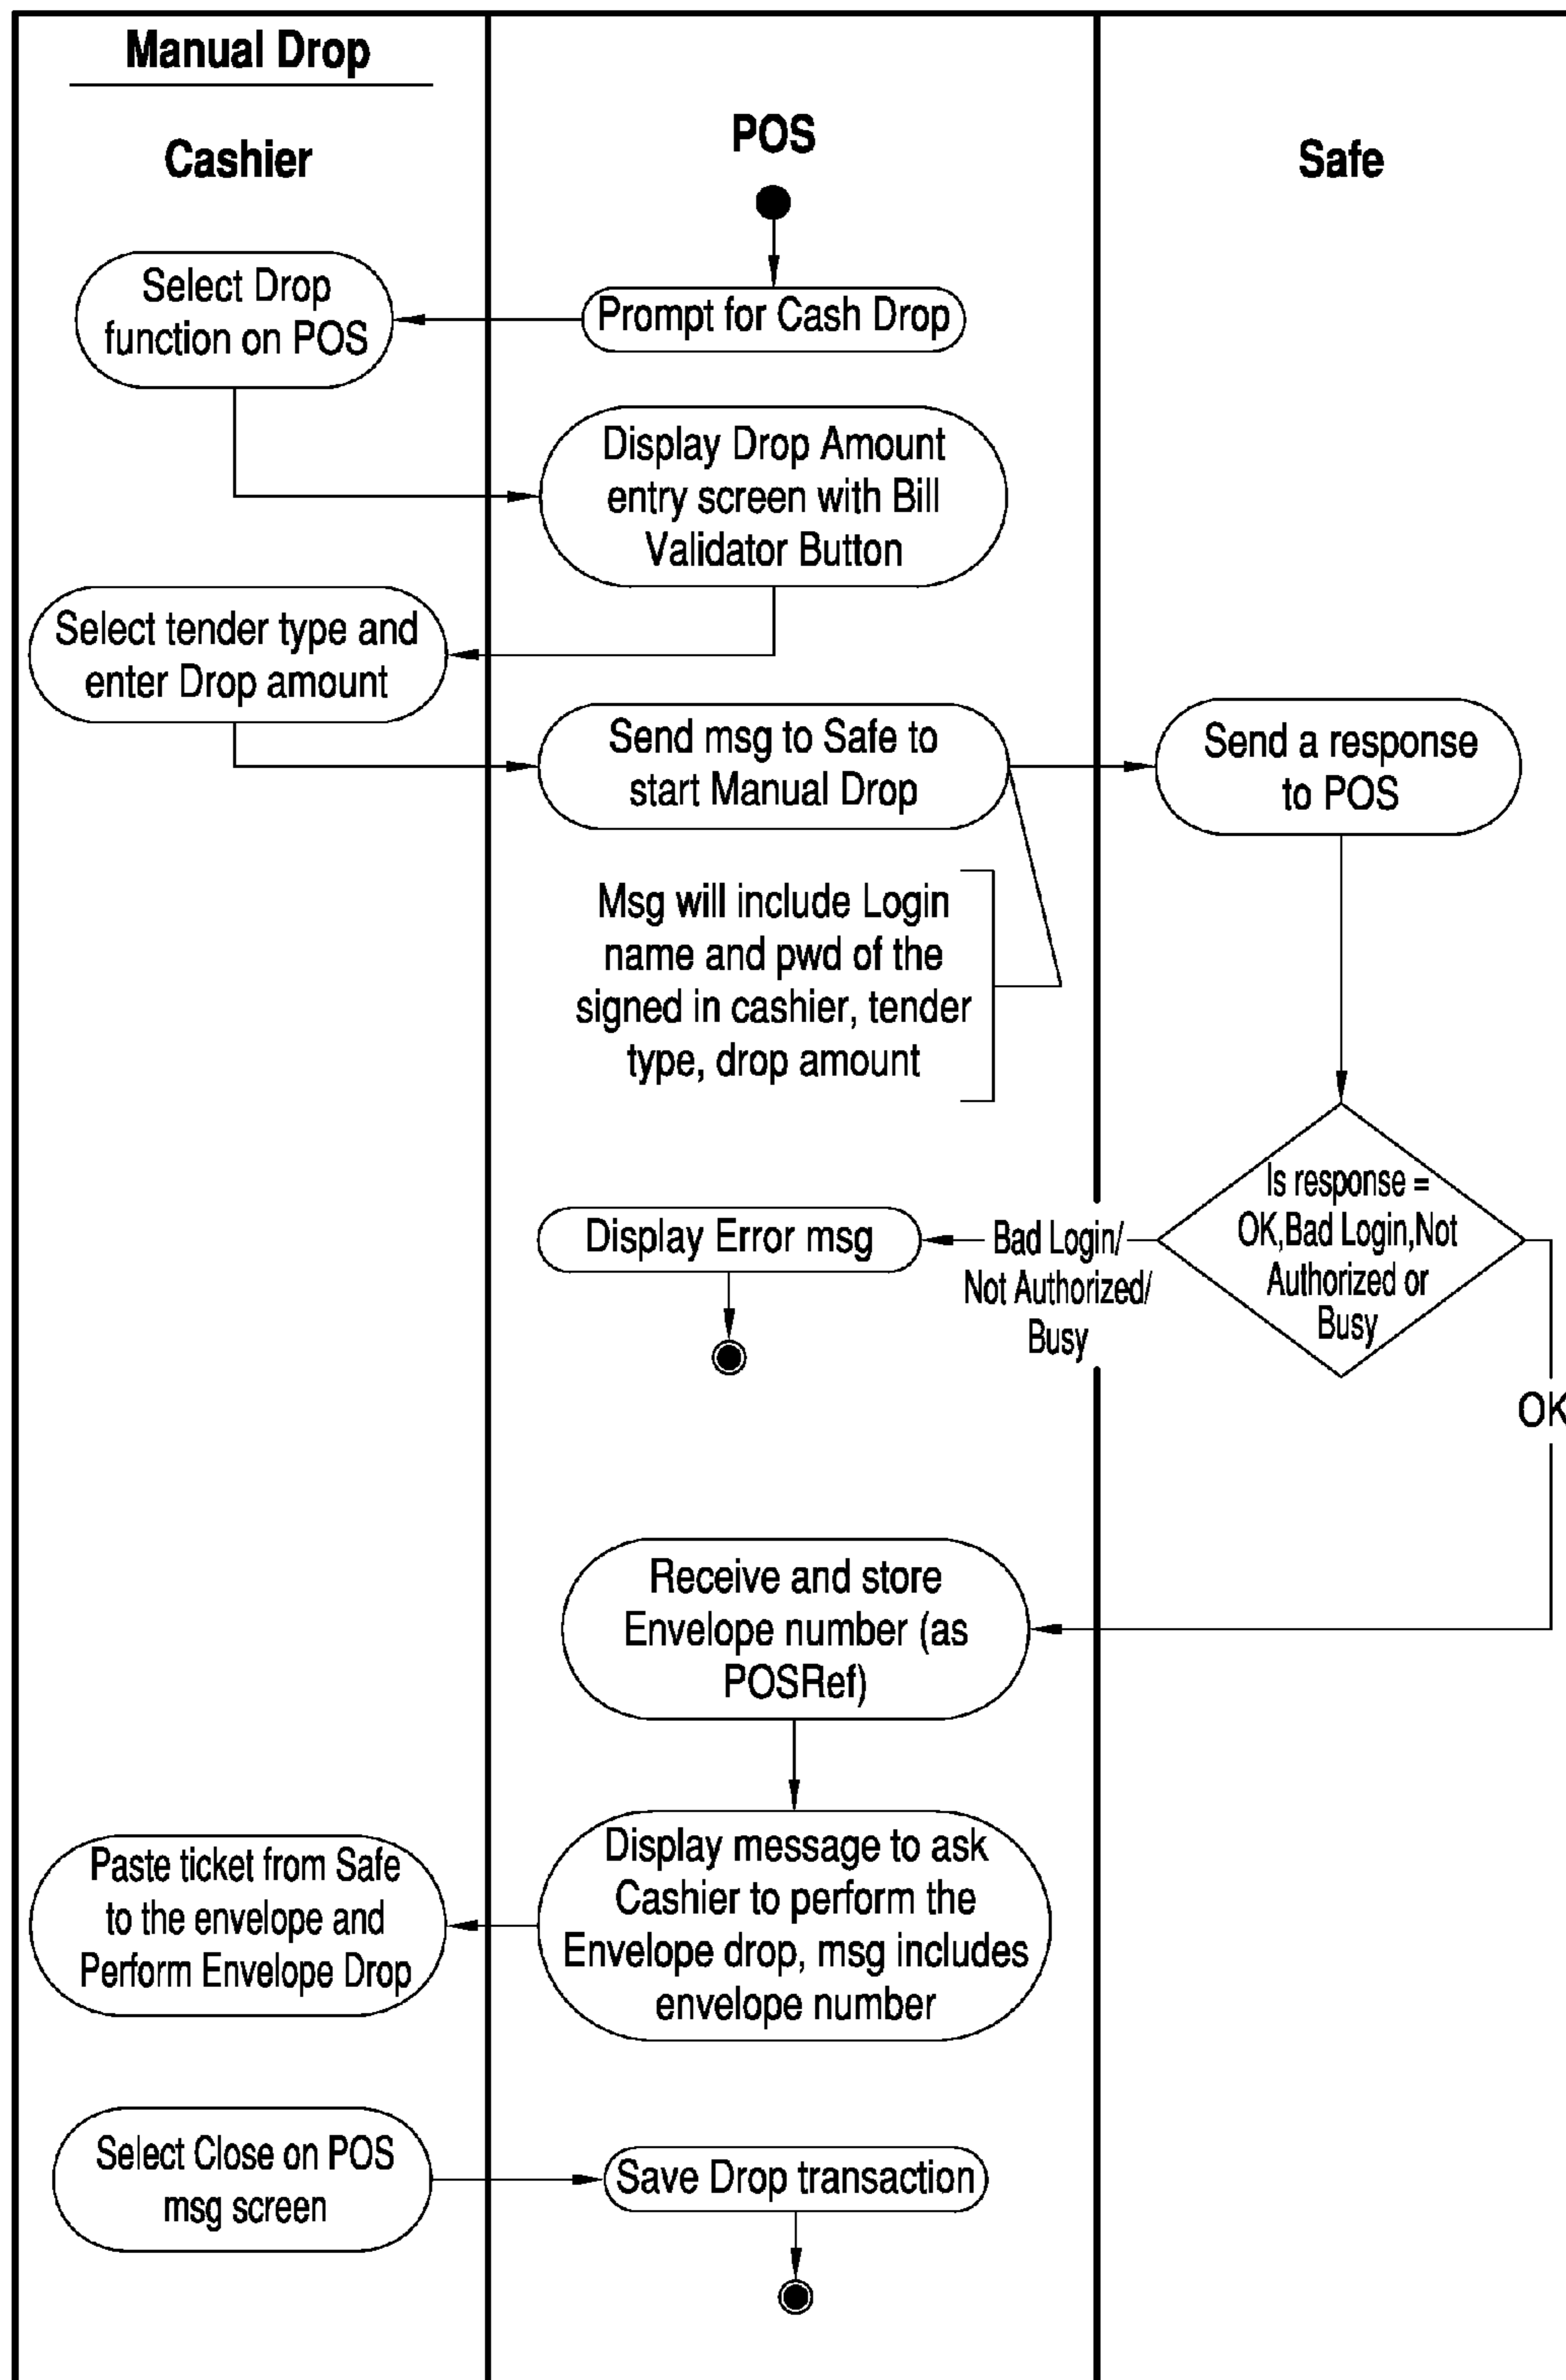 Manual Drop
Cashier
POS
Safe
Prompt for Cash Drop
Select Drop
function on POS
Display Drop Amount
entry screen with Bill
Validator Button
Select tender type and
enter Drop amount
Send msg to Safe to
start Manual Drop
Send a response
to POS
Msg will include Login
name and pwd of the
signed in cashier, tender
type, drop amount
Is response =
OK,Bad Login,Not
Authorized or
Busy
Bad Login/
Not Authorized/
Busy
Display Error msg
OK
Receive and store
Envelope number (as
POSRef)
Display message to ask
Cashier to perform the
Envelope drop, msg includes
envelope number
Paste ticket from Safe
to the envelope and
Perform Envelope Drop
Select Close on POS
msg screen
Save Drop transaction